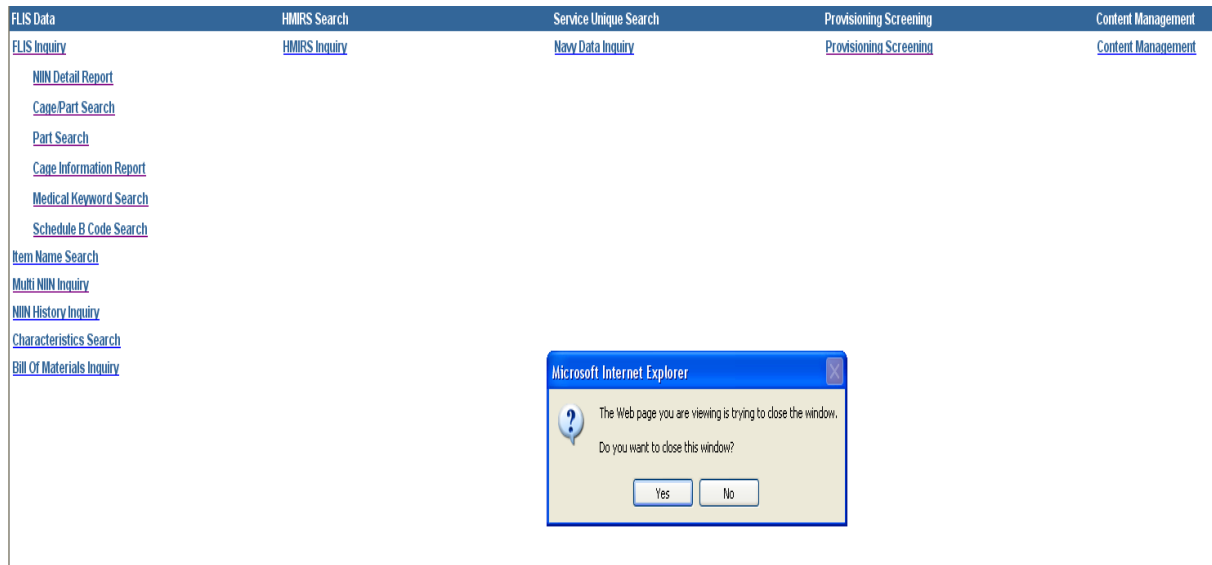 FLIS Data HMIRS Search Service Unique Search Provisioning Screening Content Management
FLIS Inquiry HMIRS Inquiry Navy Data Inquiry Provisioning Screening Content Management
NIIN Detail Report
Cage/Part Search
Part Search
Cage Information Report
Medical Keyword Search
Schedule B Code Search
Item Name Search
Multi NIIN Inquiry
NIIN History Inquiry
Characteristics Search
Bill Of Materials Inquiry
Microsoft Internet Explorer
The Web page you are viewing is trying to close the window.
Do you want to close this window?
Yes No